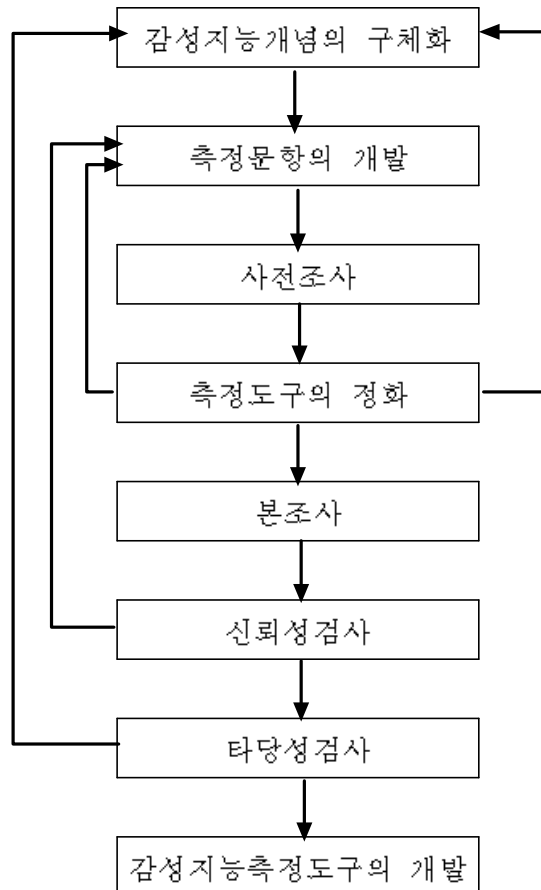 감성지능개념의 구체화
측정문항의 개발
사전조사
측정도구의 정화
본조사
신뢰성검사
타당성검사
감성지능측정도구의 개발